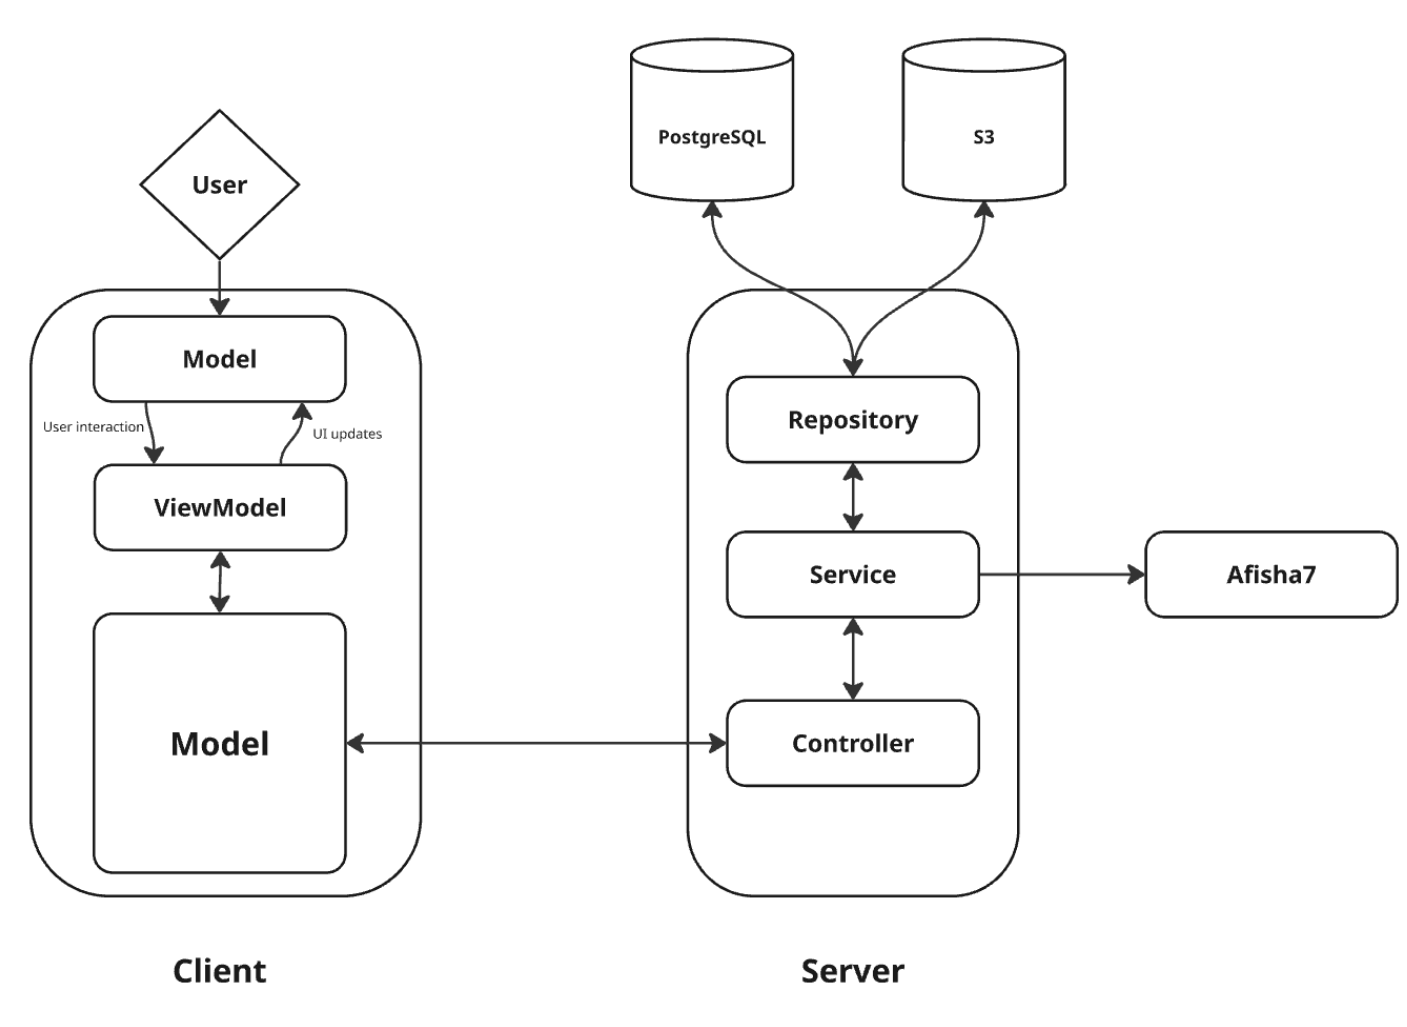 PostgreSQL
S3
User
Model
User interaction
UI updates
ViewModel
Model
Client
Repository
Service
Controller
Server
Afisha7